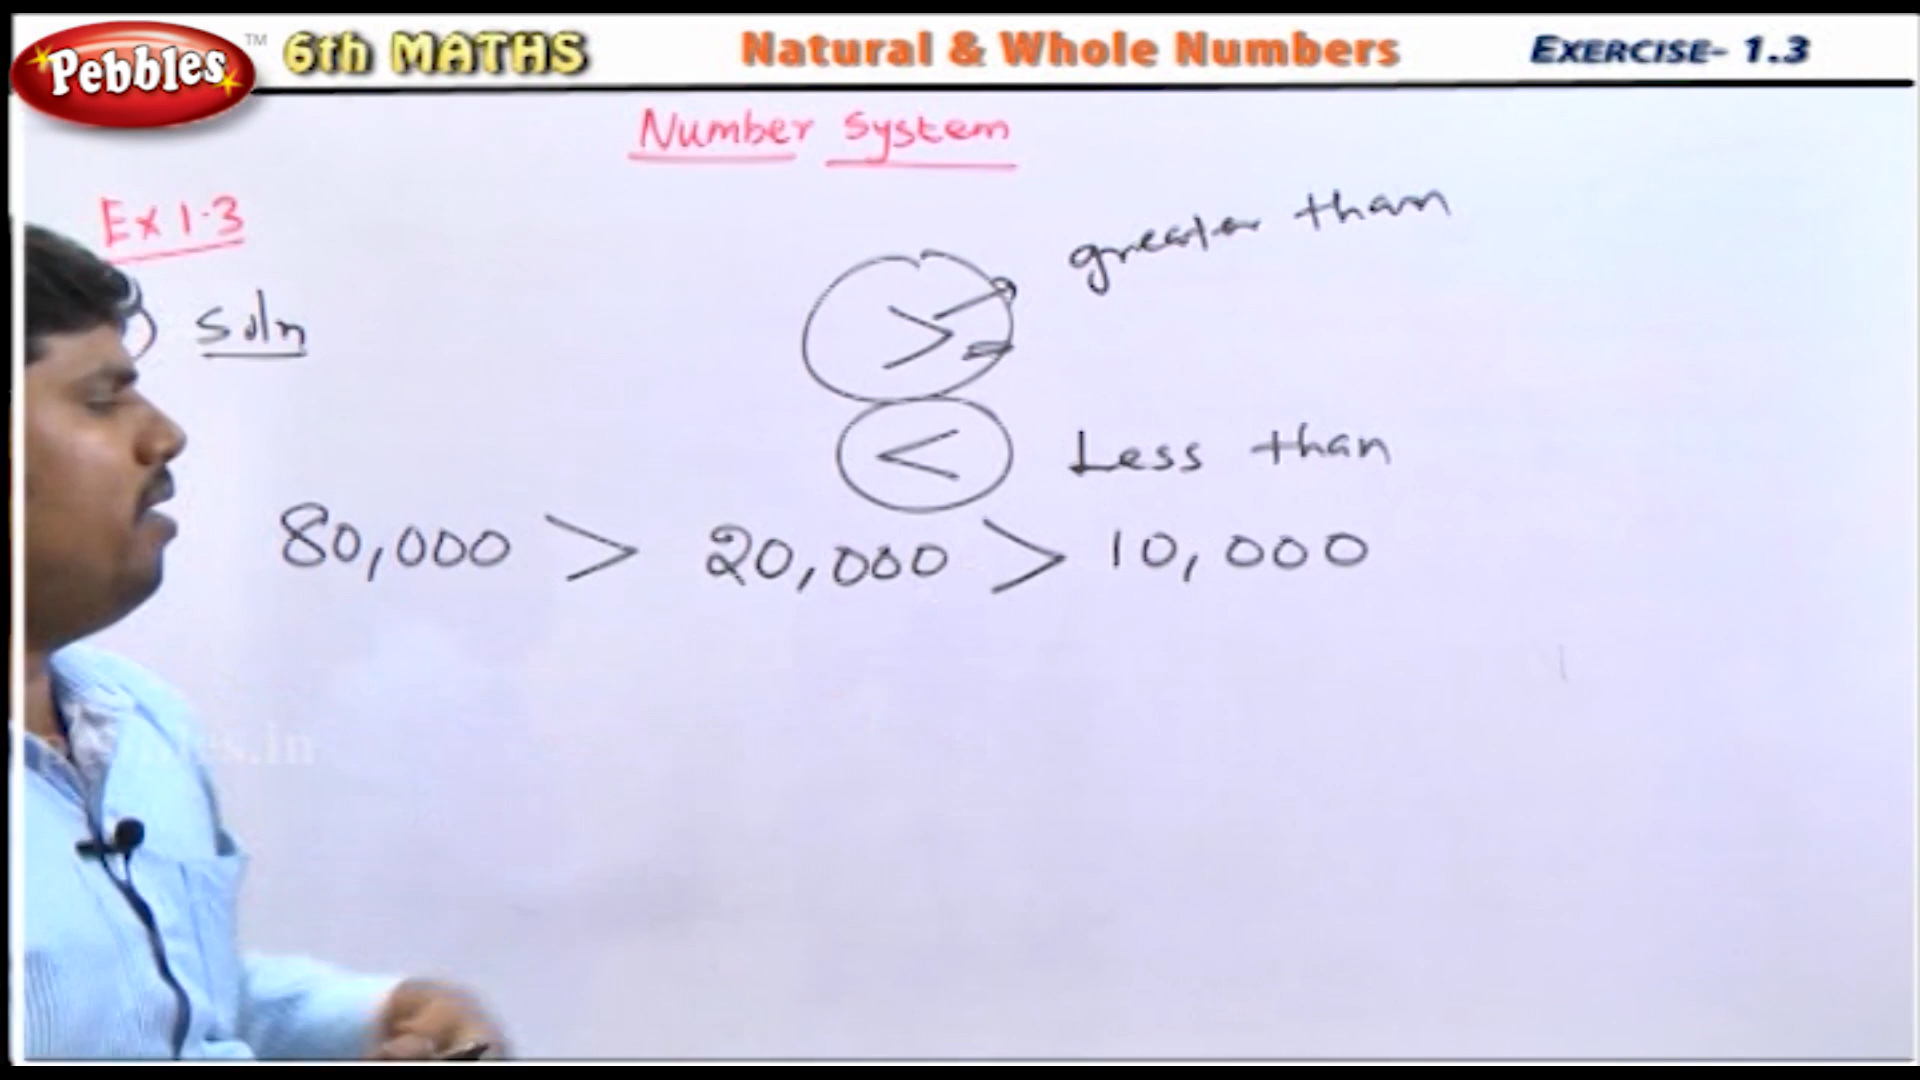 Pebbles™ 6th MATHS Natural & Whole Numbers EXERCISE- 1.3
Number System
Ex 1.3
Soln
> greater than
< Less than
80,000 > 20,000 > 10,000